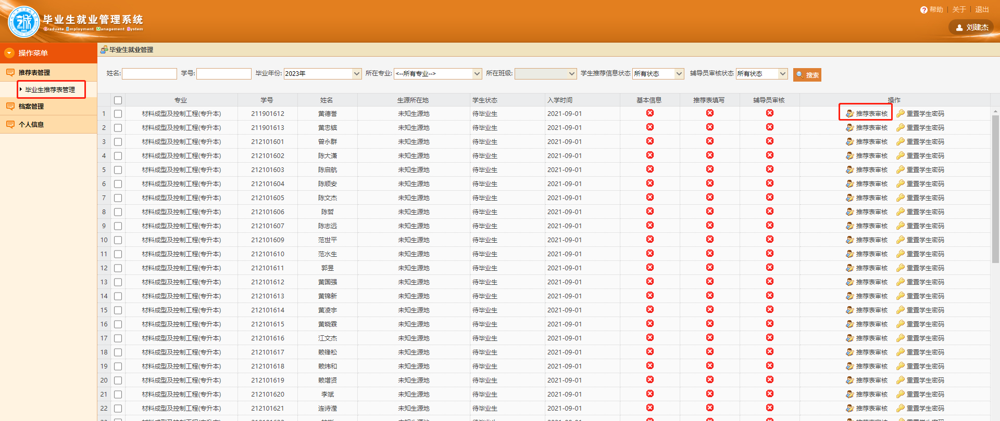 毕业生就业管理系统
Graduate Employment Management System
帮助 关于 退出
刘建杰
操作菜单
推荐表管理
毕业生推荐表管理
档案管理
个人信息
毕业生就业管理
姓名: 学号: 毕业年份: 2023年 所在专业: <--所有专业--> 所在班级: 学生推荐信息状态 所有状态 辅导员审核状态 所有状态 搜索
专业 学号 姓名 生源所在地 学生状态 入学时间 基本信息 推荐表填写 辅导员审核 操作
1 材料成型及控制工程(专升本) 211901612 黄德誉 未知生源地 待毕业生 2021-09-01 推荐表审核 重置学生密码
2 材料成型及控制工程(专升本) 211901613 黄忠镔 未知生源地 待毕业生 2021-09-01 推荐表审核 重置学生密码
3 材料成型及控制工程(专升本) 212101601 曾永群 未知生源地 待毕业生 2021-09-01 推荐表审核 重置学生密码
4 材料成型及控制工程(专升本) 212101602 陈大潇 未知生源地 待毕业生 2021-09-01 推荐表审核 重置学生密码
5 材料成型及控制工程(专升本) 212101603 陈启航 未知生源地 待毕业生 2021-09-01 推荐表审核 重置学生密码
6 材料成型及控制工程(专升本) 212101604 陈顺安 未知生源地 待毕业生 2021-09-01 推荐表审核 重置学生密码
7 材料成型及控制工程(专升本) 212101605 陈文杰 未知生源地 待毕业生 2021-09-01 推荐表审核 重置学生密码
8 材料成型及控制工程(专升本) 212101606 陈哲 未知生源地 待毕业生 2021-09-01 推荐表审核 重置学生密码
9 材料成型及控制工程(专升本) 212101607 陈志远 未知生源地 待毕业生 2021-09-01 推荐表审核 重置学生密码
10 材料成型及控制工程(专升本) 212101609 范世平 未知生源地 待毕业生 2021-09-01 推荐表审核 重置学生密码
11 材料成型及控制工程(专升本) 212101610 范水生 未知生源地 待毕业生 2021-09-01 推荐表审核 重置学生密码
12 材料成型及控制工程(专升本) 212101611 郭昱 未知生源地 待毕业生 2021-09-01 推荐表审核 重置学生密码
13 材料成型及控制工程(专升本) 212101612 黄国强 未知生源地 待毕业生 2021-09-01 推荐表审核 重置学生密码
14 材料成型及控制工程(专升本) 212101613 黄锦新 未知生源地 待毕业生 2021-09-01 推荐表审核 重置学生密码
15 材料成型及控制工程(专升本) 212101614 黄凌宇 未知生源地 待毕业生 2021-09-01 推荐表审核 重置学生密码
16 材料成型及控制工程(专升本) 212101615 黄晓霖 未知生源地 待毕业生 2021-09-01 推荐表审核 重置学生密码
17 材料成型及控制工程(专升本) 212101616 江文杰 未知生源地 待毕业生 2021-09-01 推荐表审核 重置学生密码
18 材料成型及控制工程(专升本) 212101617 赖锋松 未知生源地 待毕业生 2021-09-01 推荐表审核 重置学生密码
19 材料成型及控制工程(专升本) 212101618 赖炜和 未知生源地 待毕业生 2021-09-01 推荐表审核 重置学生密码
20 材料成型及控制工程(专升本) 212101619 赖增贤 未知生源地 待毕业生 2021-09-01 推荐表审核 重置学生密码
21 材料成型及控制工程(专升本) 212101620 李斌 未知生源地 待毕业生 2021-09-01 推荐表审核 重置学生密码
22 材料成型及控制工程(专升本) 212101621 连诗滢 未知生源地 待毕业生 2021-09-01 推荐表审核 重置学生密码